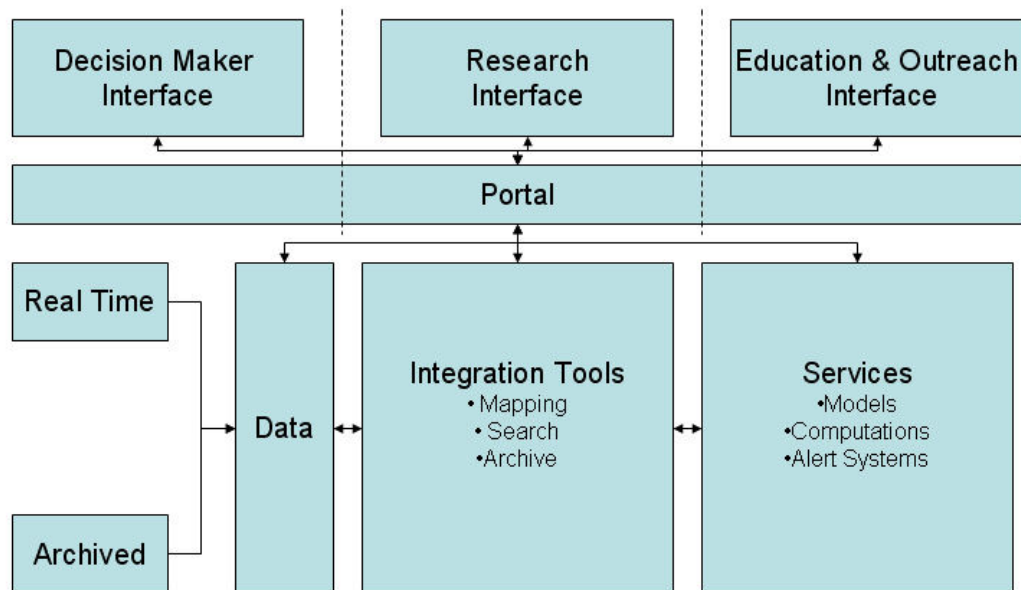 Decision Maker
Interface
Research
Interface
Education & Outreach
Interface
Portal
Real Time
Archived
Data
Integration Tools
• Mapping
• Search
• Archive
Services
•Models
•Computations
•Alert Systems